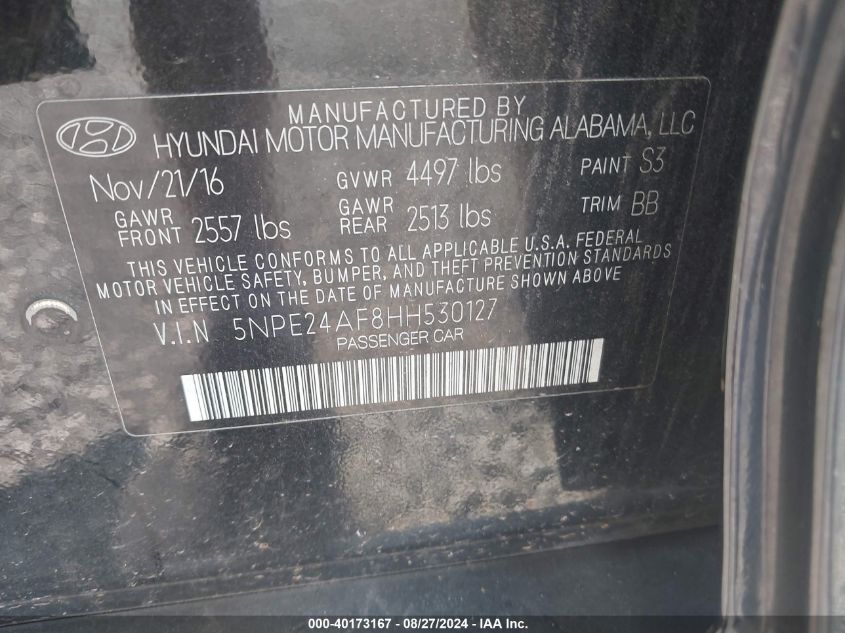 MANUFACTURED BY
HYUNDAI MOTOR MANUFACTURING ALABAMA, LLC
Nov/21/16 GVWR 4497 lbs PAINT S3
GAWR FRONT 2557 lbs GAWR REAR 2513 lbs TRIM BB
THIS VEHICLE CONFORMS TO ALL APPLICABLE U.S.A. FEDERAL
MOTOR VEHICLE SAFETY, BUMPER, AND THEFT PREVENTION STANDARDS
IN EFFECT ON THE DATE OF MANUFACTURE SHOWN ABOVE
V.I.N 5NPE24AF8HH530127
PASSENGER CAR
000-40173167 - 08/27/2024 - IAA Inc.